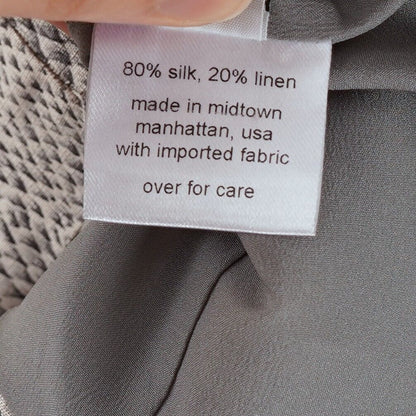 80% silk, 20% linen
made in midtown
manhattan, usa
with imported fabric
over for care